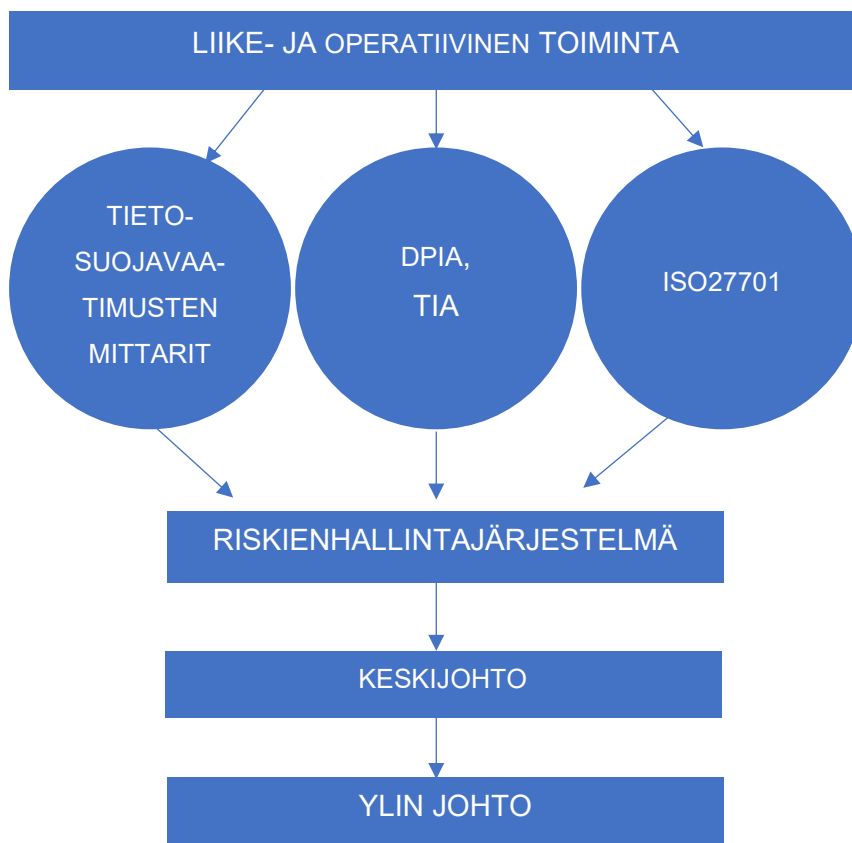 LIIKE- JA OPERATIIVINEN TOIMINTA
TIETO-
SUOJAVAA-
TIMUSTEN
MITTARIT
DPIA,
TIA
ISO27701
RISKIENHALLINTAJÄRJESTELMÄ
KESKIJOHTO
YLIN JOHTO